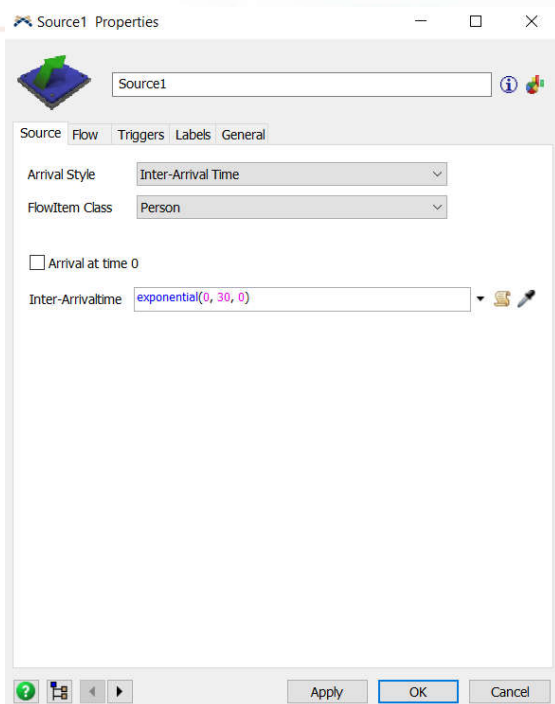 Source1 Properties
Source1
Source Flow Triggers Labels General
Arrival Style Inter-Arrival Time
FlowItem Class Person
Arrival at time 0
Inter-Arrivaltime exponential(0, 30, 0)
Apply OK Cancel